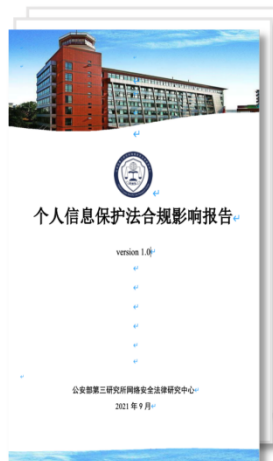 个人信息保护法合规影响报告
version 1.0
公安部第三研究所网络安全法律研究中心
2021 年 9 月